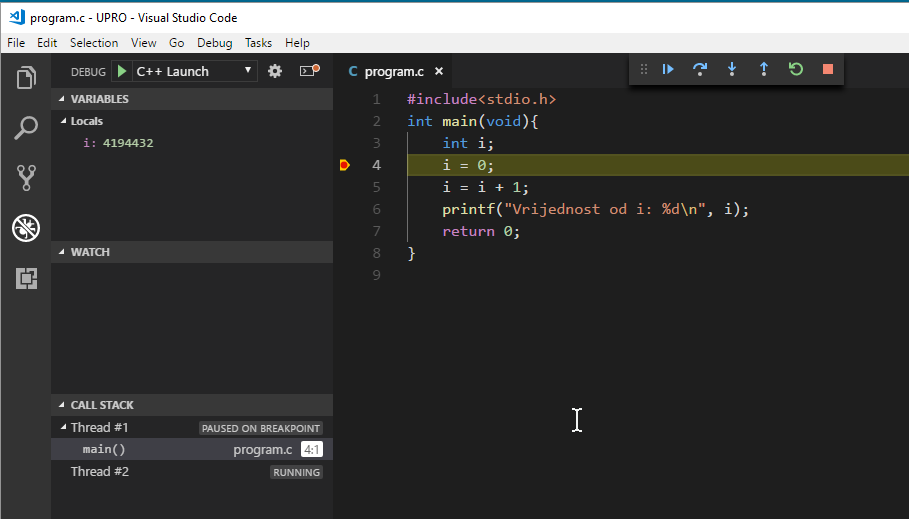 program.c - UPRO - Visual Studio Code
File Edit Selection View Go Debug Tasks Help
DEBUG C++ Launch
VARIABLES
Locals
i: 4194432
WATCH
CALL STACK
Thread #1 PAUSED ON BREAKPOINT
main() program.c 4:1
Thread #2 RUNNING
C program.c ×
1 #include<stdio.h>
2 int main(void){
3 int i;
4 i = 0;
5 i = i + 1;
6 printf("Vrijednost od i: %d\n", i);
7 return 0;
8 }
9